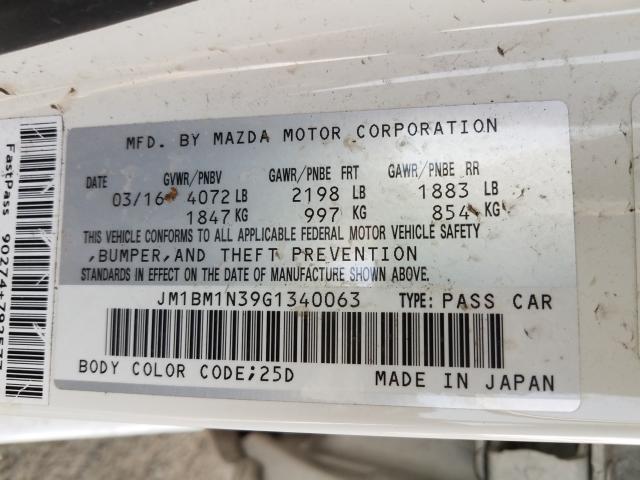 MFD. BY MAZDA MOTOR CORPORATION
DATE GVWR/PNBV GAWR/PNBE FRT GAWR/PNBE RR
03/16 4072 LB 2198 LB 1883 LB
1847 KG 997 KG 854 KG
THIS VEHICLE CONFORMS TO ALL APPLICABLE FEDERAL MOTOR VEHICLE SAFETY
,BUMPER,AND THEFT PREVENTION
STANDARDS IN EFFECT ON THE DATE OF MANUFACTURE SHOWN ABOVE.
JM1BM1N39G1340063 TYPE: PASS CAR
BODY COLOR CODE;25D MADE IN JAPAN
FastPass